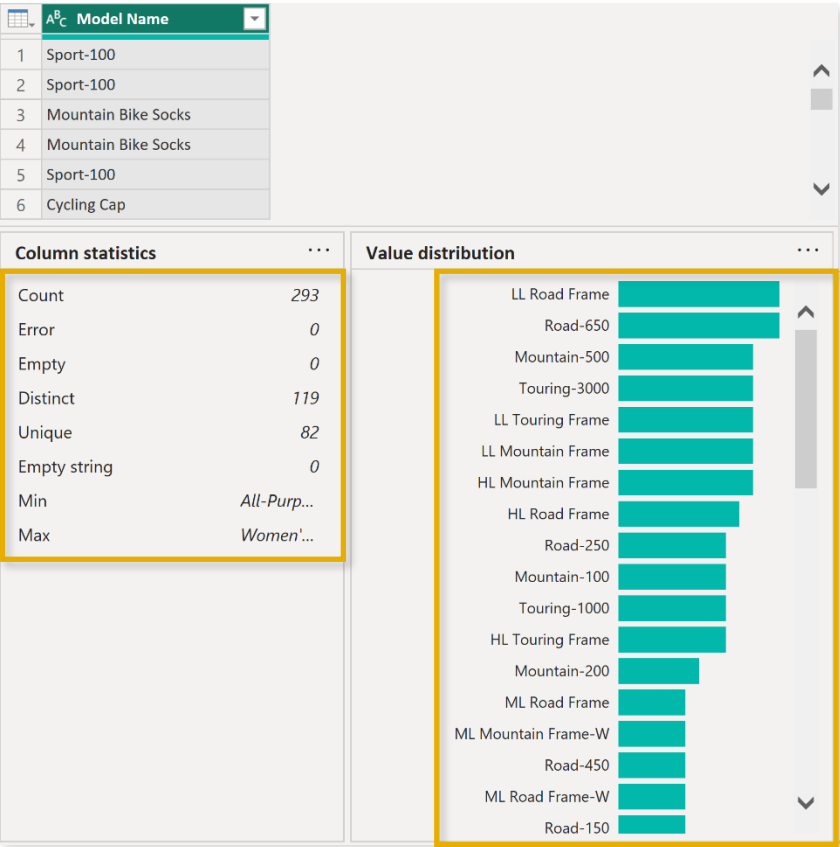 ABC Model Name
1 Sport-100
2 Sport-100
3 Mountain Bike Socks
4 Mountain Bike Socks
5 Sport-100
6 Cycling Cap
Column statistics ...
Count 293
Error 0
Empty 0
Distinct 119
Unique 82
Empty string 0
Min All-Purp...
Max Women'...
Value distribution ...
LL Road Frame
Road-650
Mountain-500
Touring-3000
LL Touring Frame
LL Mountain Frame
HL Mountain Frame
HL Road Frame
Road-250
Mountain-100
Touring-1000
HL Touring Frame
Mountain-200
ML Road Frame
ML Mountain Frame-W
Road-450
ML Road Frame-W
Road-150